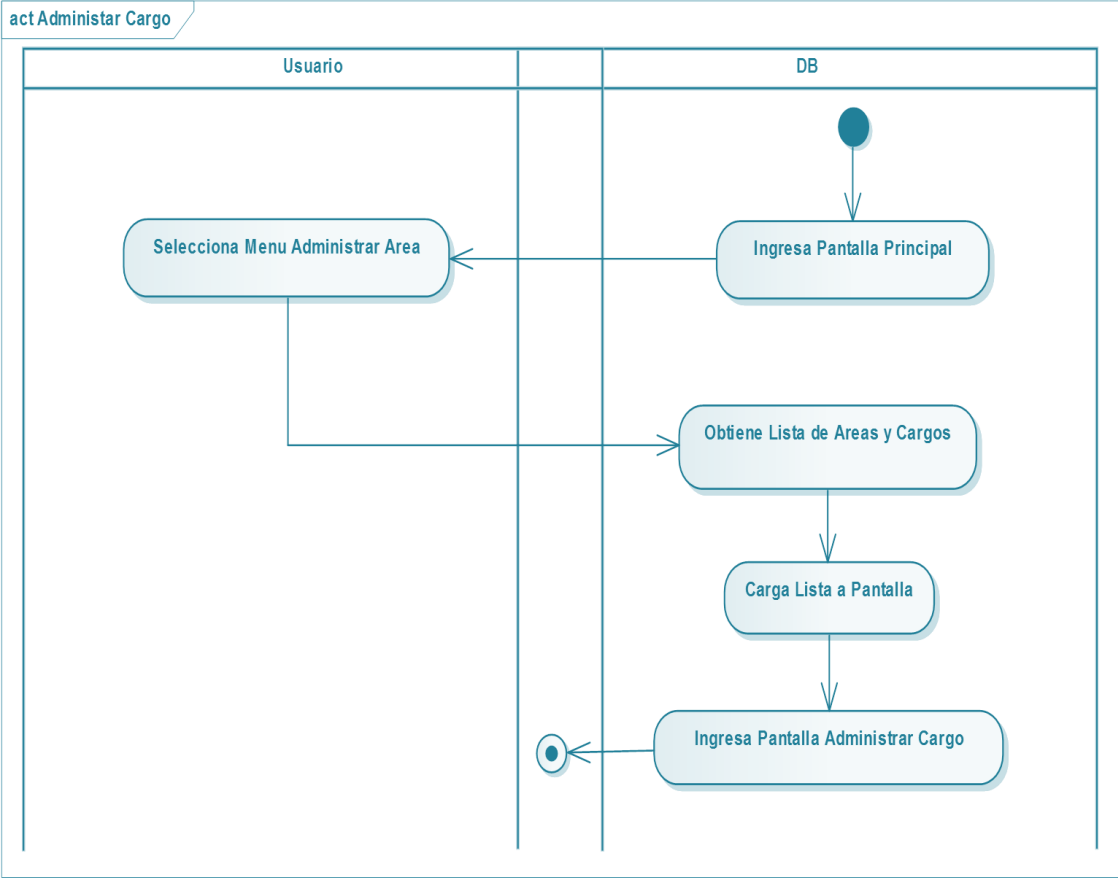 act Administar Cargo
Usuario
DB
Ingresa Pantalla Principal
Selecciona Menu Administrar Area
Obtiene Lista de Areas y Cargos
Carga Lista a Pantalla
Ingresa Pantalla Administrar Cargo